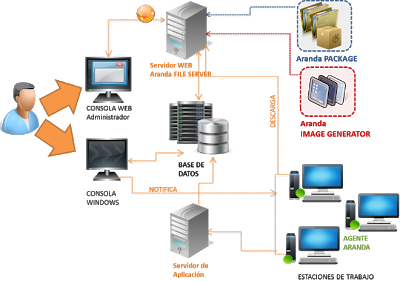 Aranda PACKAGE
Servidor WEB
Aranda FILE SERVER
CONSOLA WEB
Administrador
DESCARGA
Aranda
IMAGE GENERATOR
BASE DE
DATOS
CONSOLA
WINDOWS
NOTIFICA
AGENTE
ARANDA
Servidor de
Aplicación
ESTACIONES DE TRABAJO